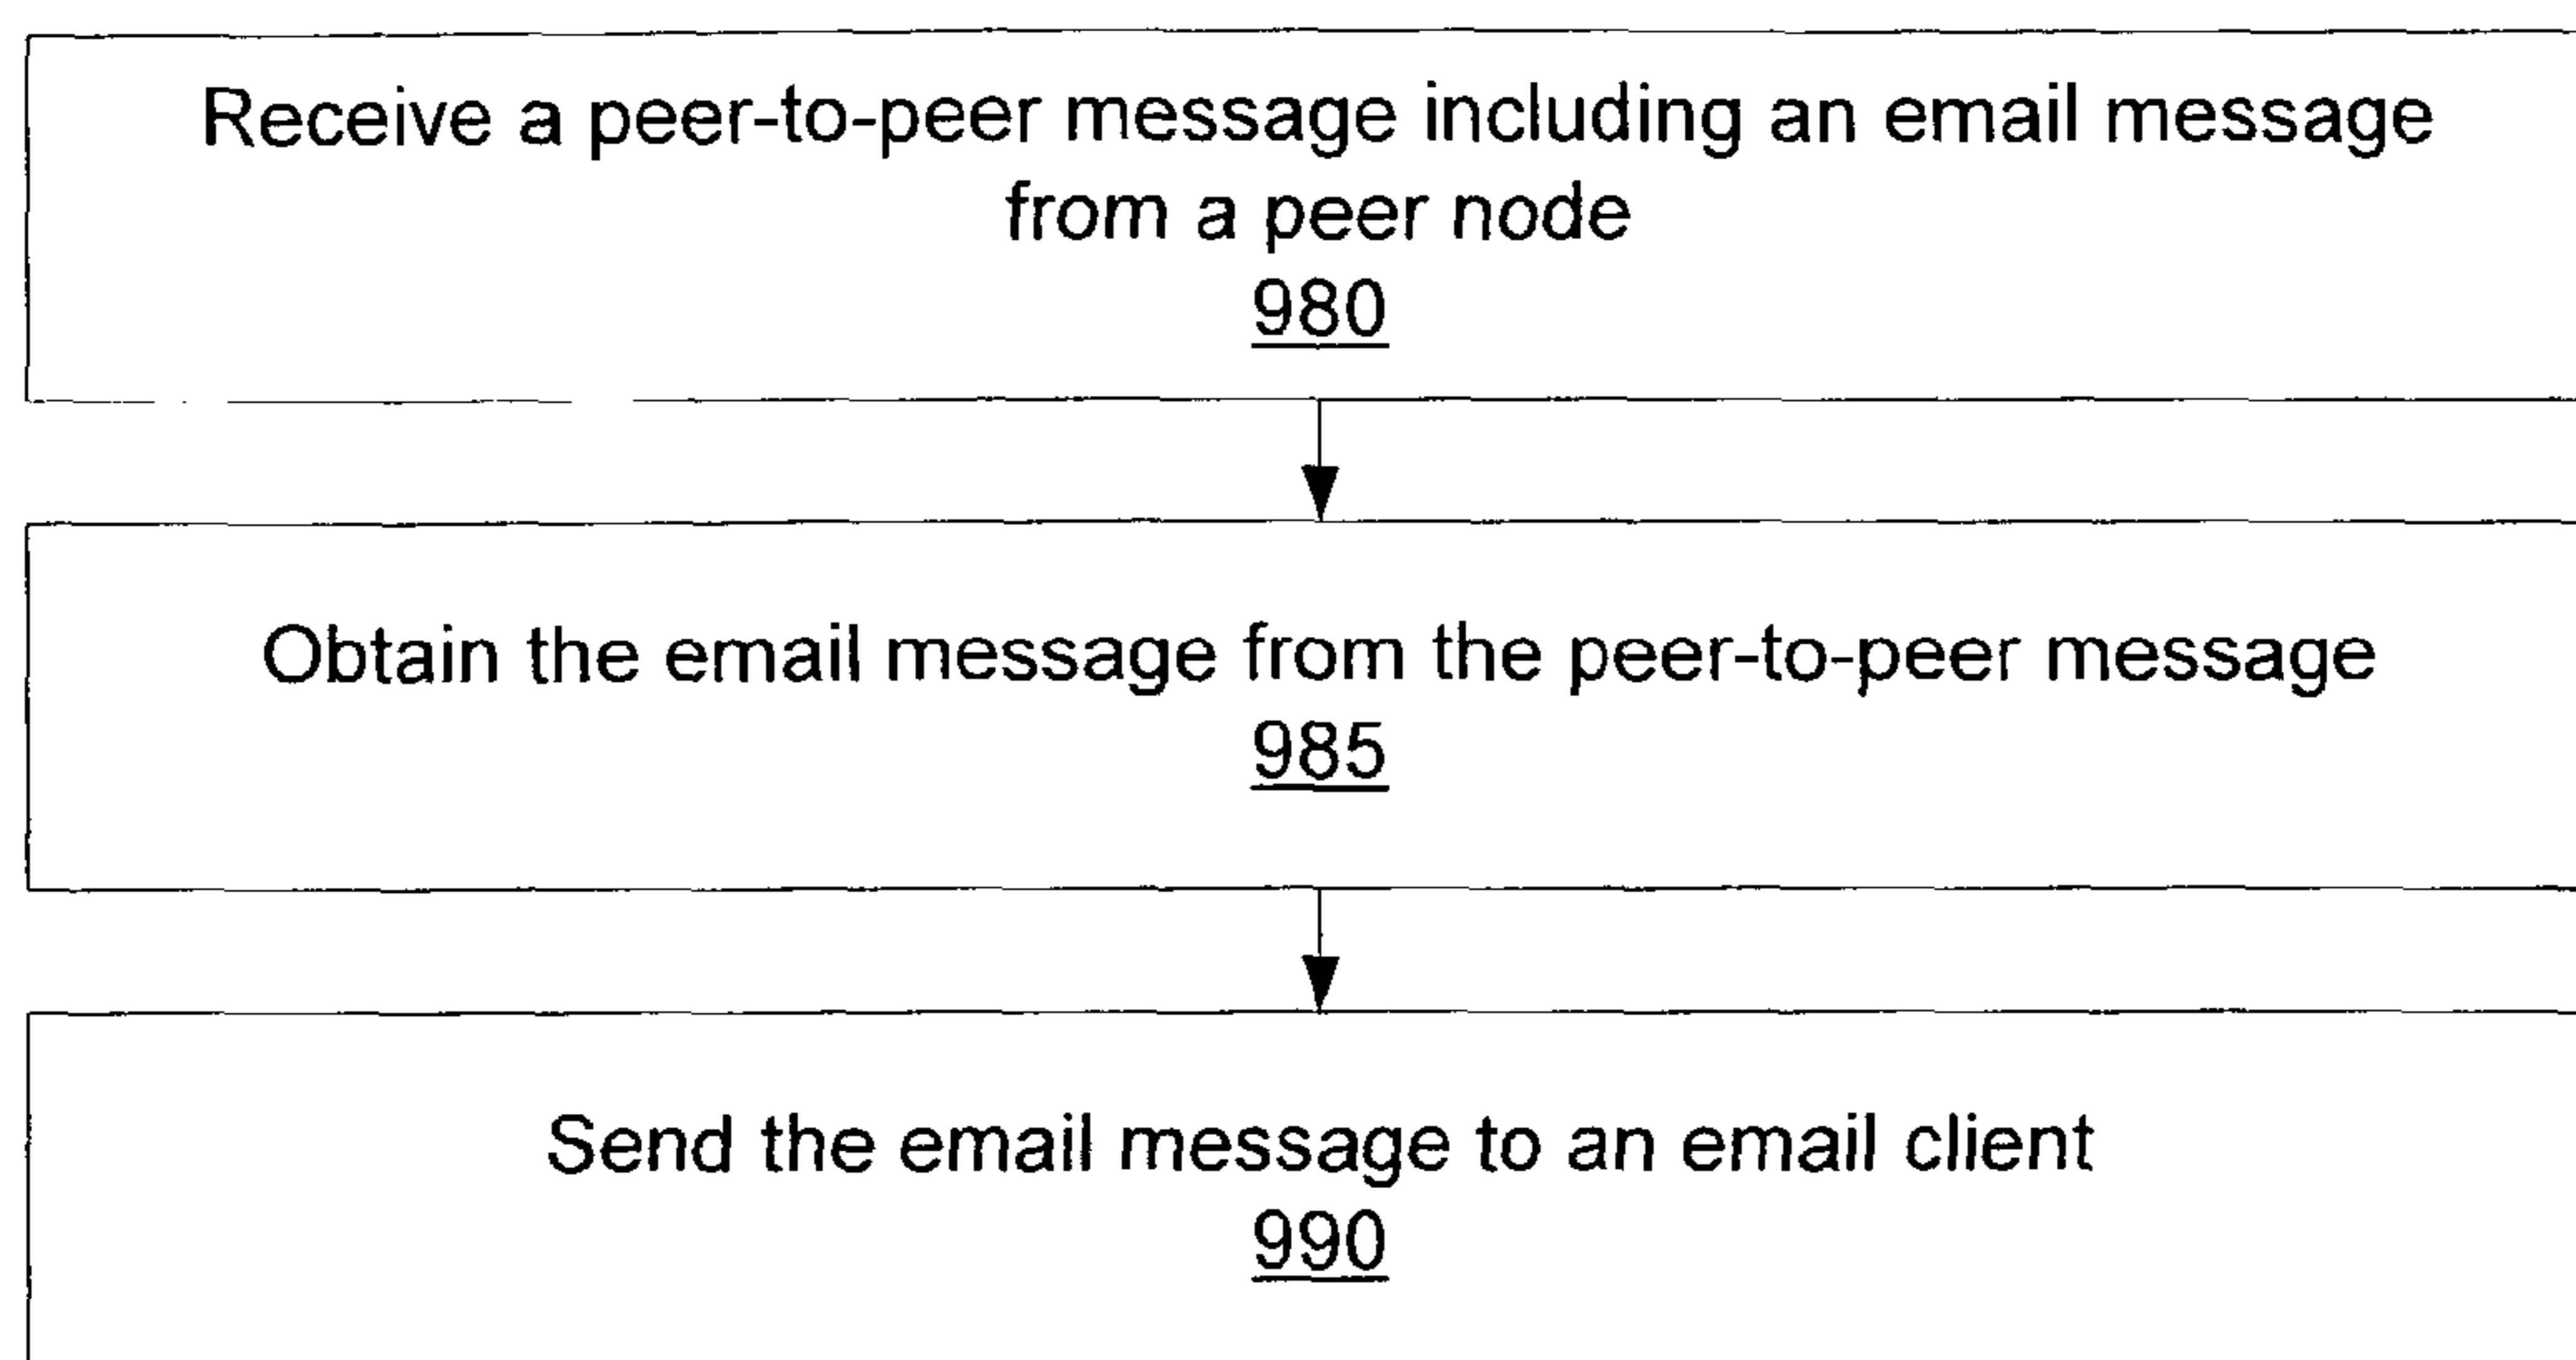 Receive a peer-to-peer message including an email message
from a peer node
980
Obtain the email message from the peer-to-peer message
985
Send the email message to an email client
990